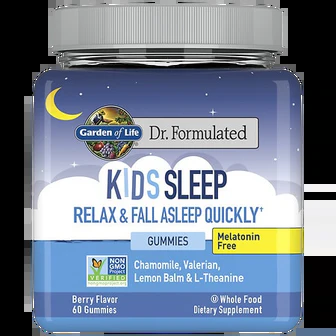 Garden of Life
Dr. Formulated
KIDS SLEEP
RELAX & FALL ASLEEP QUICKLY†
GUMMIES
Melatonin
Free
NON
GMO
Project
VERIFIED
Chamomile, Valerian,
Lemon Balm & L-Theanine
Berry Flavor
60 Gummies
Whole Food
Dietary Supplement